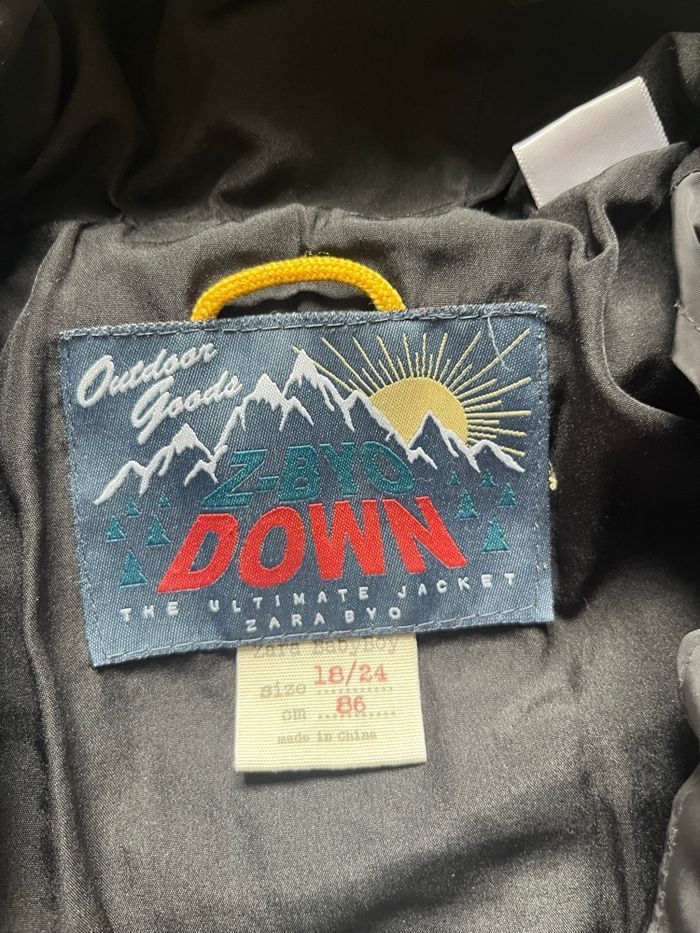 Outdoor
Goods
Z-BYO
DOWN
THE ULTIMATE JACKET
ZARA BYO
Zara BabyBoy
size 18/24
cm 86
made in China